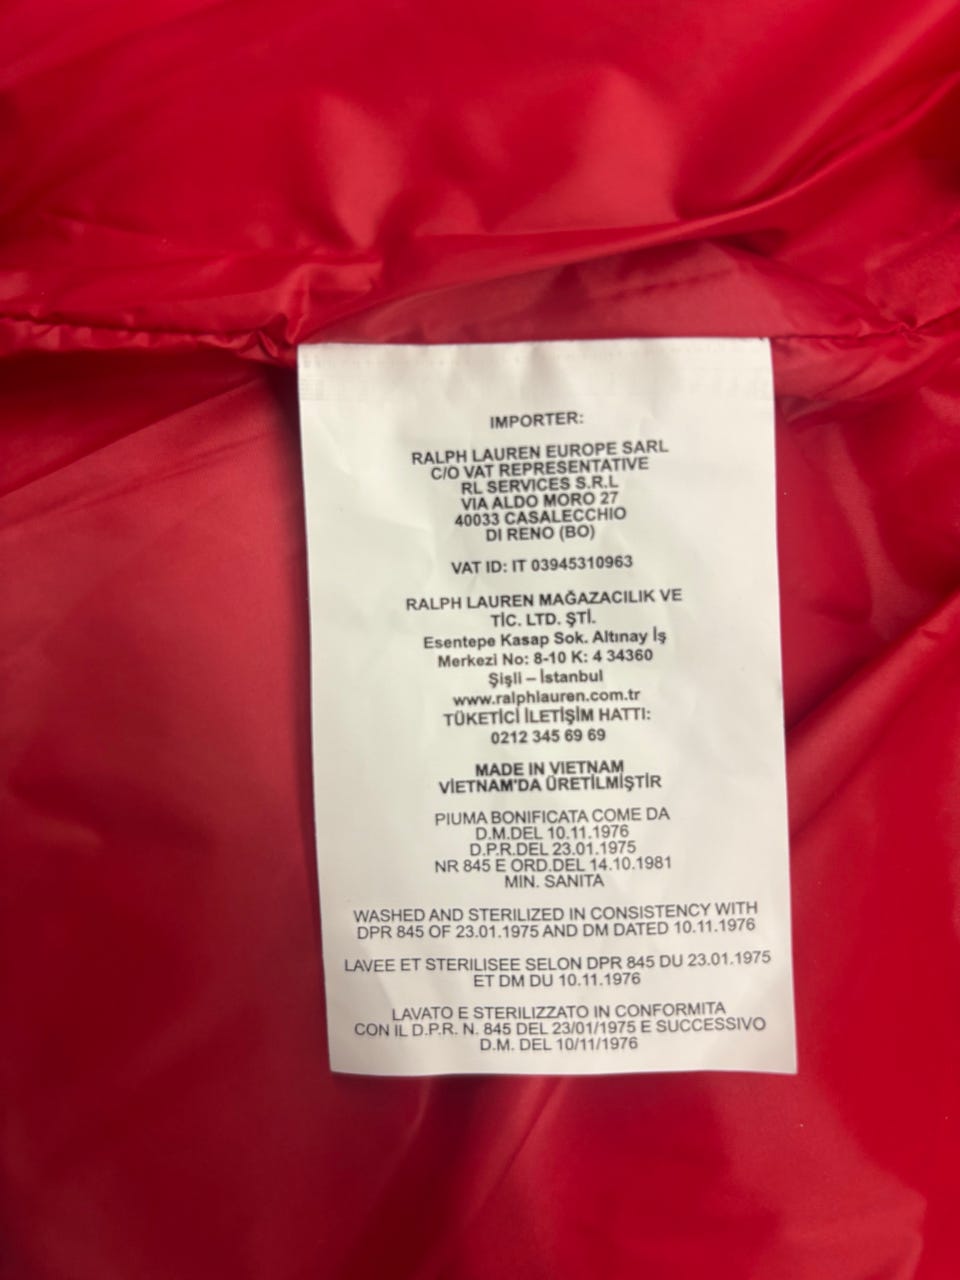 IMPORTER:
RALPH LAUREN EUROPE SARL
C/O VAT REPRESENTATIVE
RL SERVICES S.R.L
VIA ALDO MORO 27
40033 CASALECCHIO
DI RENO (BO)
VAT ID: IT 03945310963
RALPH LAUREN MAĞAZACILIK VE
TİC. LTD. ŞTİ.
Esentepe Kasap Sok. Altınay İş
Merkezi No: 8-10 K: 4 34360
Şişli – İstanbul
www.ralphlauren.com.tr
TÜKETİCİ İLETİŞİM HATTI:
0212 345 69 69
MADE IN VIETNAM
VİETNAM'DA ÜRETİLMİŞTİR
PIUMA BONIFICATA COME DA
D.M.DEL 10.11.1976
D.P.R.DEL 23.01.1975
NR 845 E ORD.DEL 14.10.1981
MIN. SANITA
WASHED AND STERILIZED IN CONSISTENCY WITH
DPR 845 OF 23.01.1975 AND DM DATED 10.11.1976
LAVEE ET STERILISEE SELON DPR 845 DU 23.01.1975
ET DM DU 10.11.1976
LAVATO E STERILIZZATO IN CONFORMITA
CON IL D.P.R. N. 845 DEL 23/01/1975 E SUCCESSIVO
D.M. DEL 10/11/1976